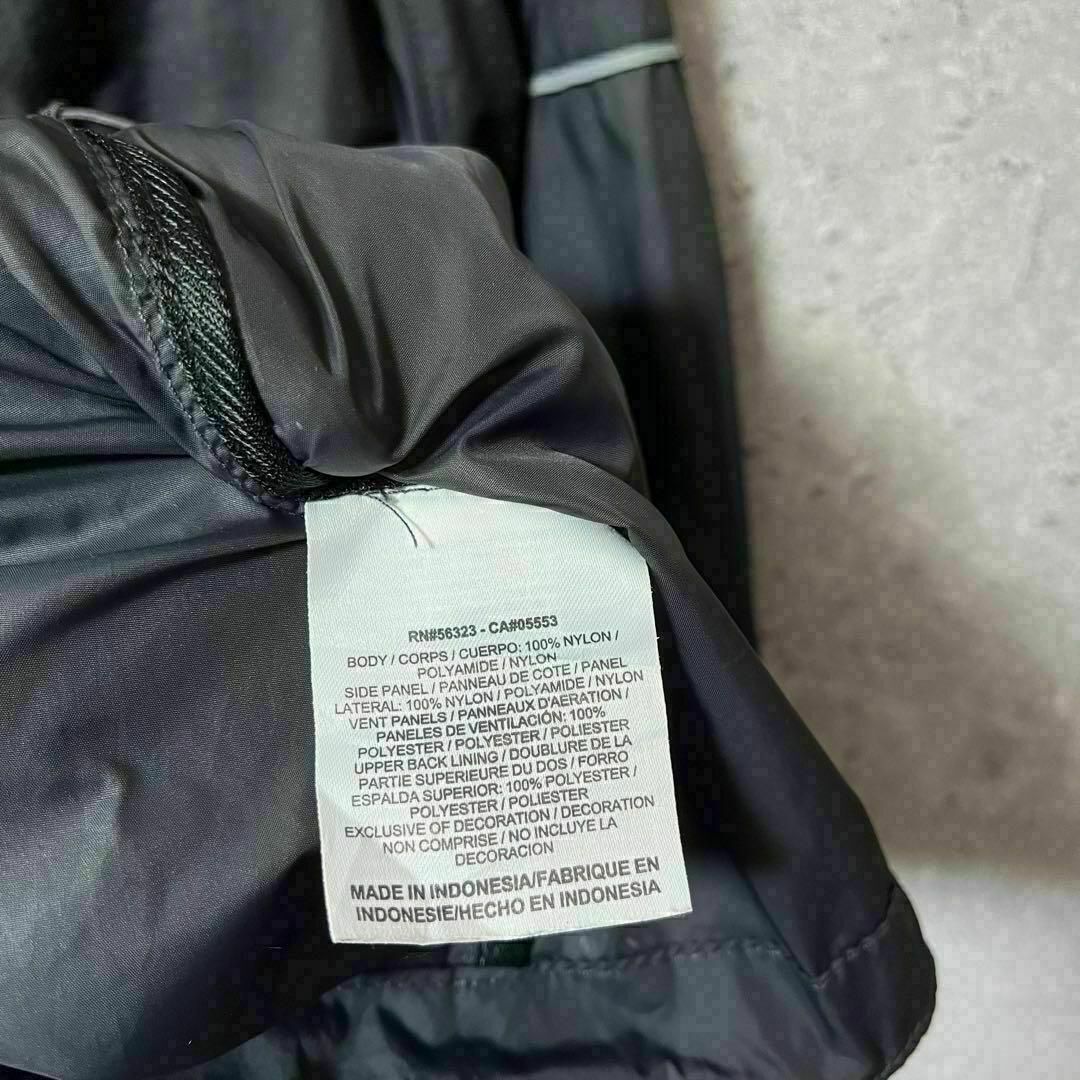 RN#56323 - CA#05553
BODY / CORPS / CUERPO: 100% NYLON /
POLYAMIDE / NYLON
SIDE PANEL / PANNEAU DE COTE / PANEL
LATERAL: 100% NYLON / POLYAMIDE / NYLON
VENT PANELS / PANNEAUX D'AERATION /
PANELES DE VENTILACIÓN: 100%
POLYESTER / POLYESTER / POLIESTER
UPPER BACK LINING / DOUBLURE DE LA
PARTIE SUPERIEURE DU DOS / FORRO
ESPALDA SUPERIOR: 100% POLYESTER /
POLYESTER / POLIESTER
EXCLUSIVE OF DECORATION / DECORATION
NON COMPRISE / NO INCLUYE LA
DECORACION
MADE IN INDONESIA/FABRIQUE EN
INDONESIE/HECHO EN INDONESIA